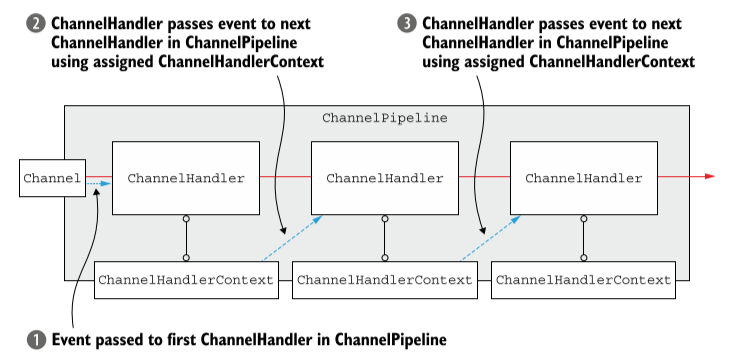 2 ChannelHandler passes event to next
ChannelHandler in ChannelPipeline
using assigned ChannelHandlerContext
3 ChannelHandler passes event to next
ChannelHandler in ChannelPipeline
using assigned ChannelHandlerContext
ChannelPipeline
Channel
ChannelHandler
ChannelHandler
ChannelHandler
ChannelHandlerContext
ChannelHandlerContext
ChannelHandlerContext
1 Event passed to first ChannelHandler in ChannelPipeline